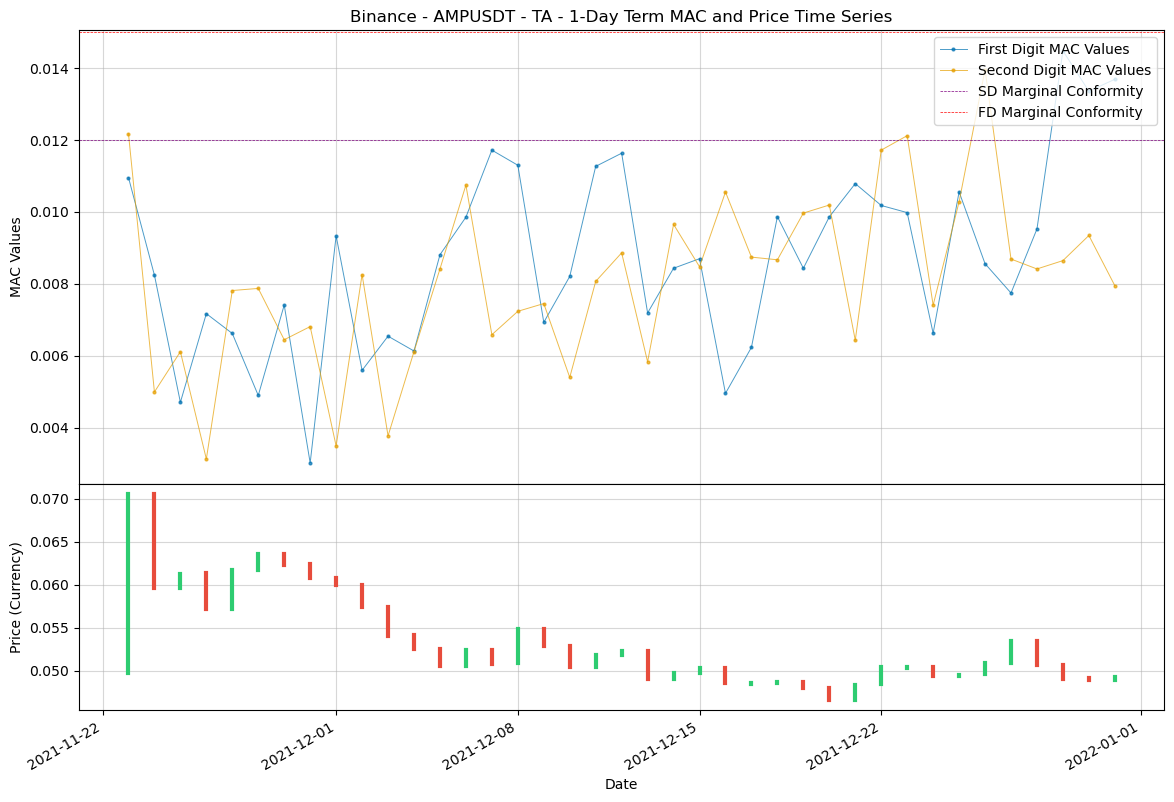 Binance - AMPUSDT - TA - 1-Day Term MAC and Price Time Series
First Digit MAC Values
Second Digit MAC Values
SD Marginal Conformity
FD Marginal Conformity
MAC Values
0.014
0.012
0.010
0.008
0.006
0.004
Price (Currency)
0.070
0.065
0.060
0.055
0.050
2021-11-22
2021-12-01
2021-12-08
2021-12-15
2021-12-22
2022-01-01
Date